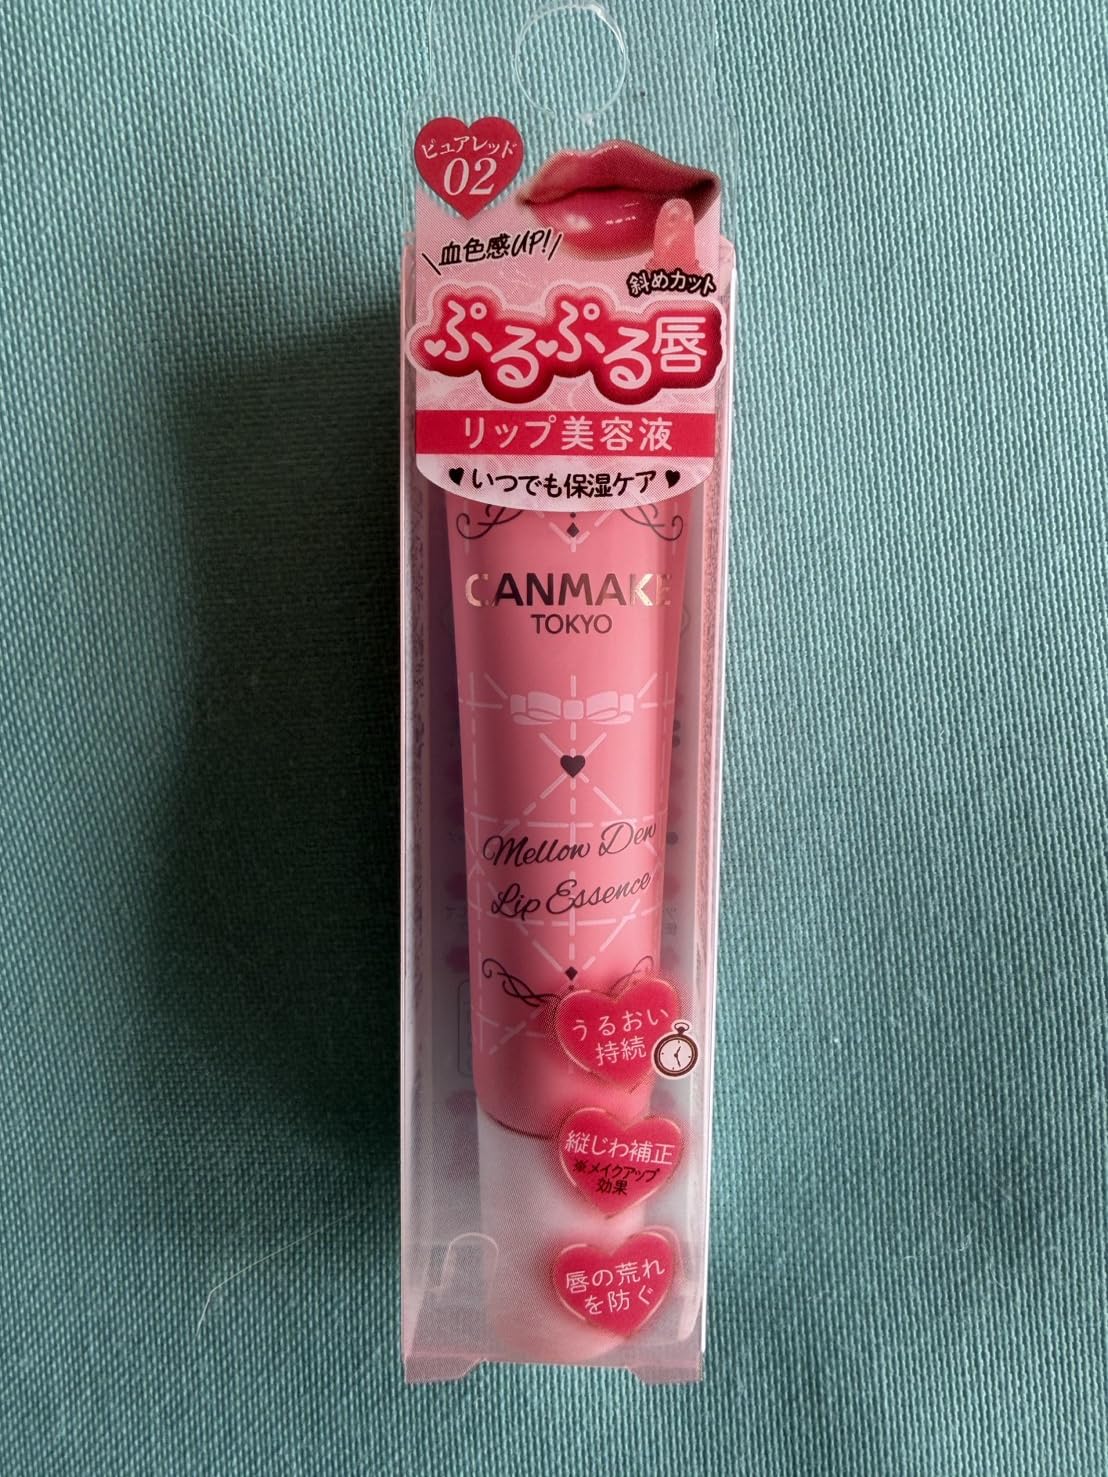 ピュアレッド
02
血色感UP!
斜めカット
ぷるぷる唇
リップ美容液
いつでも保湿ケア
CANMAKE
TOKYO
Mellow Dew
Lip Essence
うるおい
持続
縦じわ補正
※メイクアップ
効果
唇の荒れ
を防ぐ